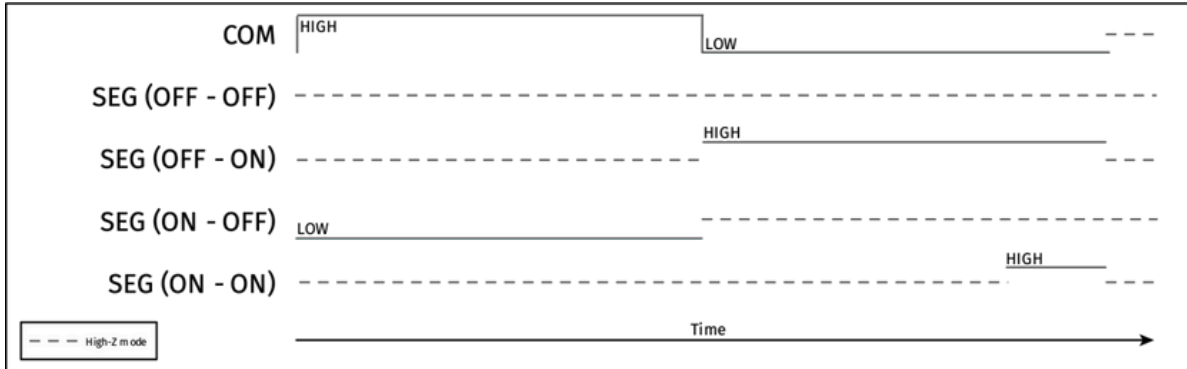 COM
HIGH
LOW
SEG (OFF - OFF)
SEG (OFF - ON)
HIGH
SEG (ON - OFF)
LOW
SEG (ON - ON)
HIGH
High-Z mode
Time